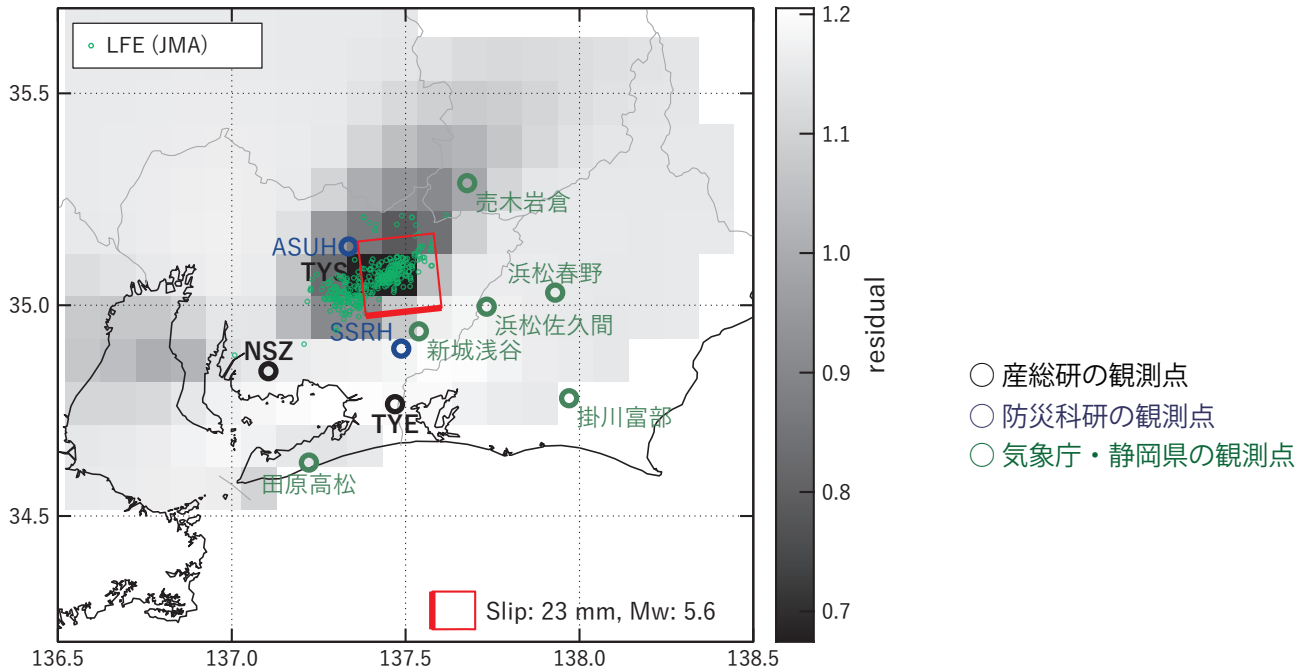 LFE (JMA)
35.5
35.0
34.5
136.5
137.0
137.5
138.0
138.5
売木岩倉
ASUH
TYS
浜松春野
浜松佐久間
SSRH
新城浅谷
NSZ
TYE
掛川富部
田原高松
Slip: 23 mm, Mw: 5.6
1.2
1.1
1.0
0.9
0.8
0.7
residual
○ 産総研の観測点
○ 防災科研の観測点
○ 気象庁・静岡県の観測点